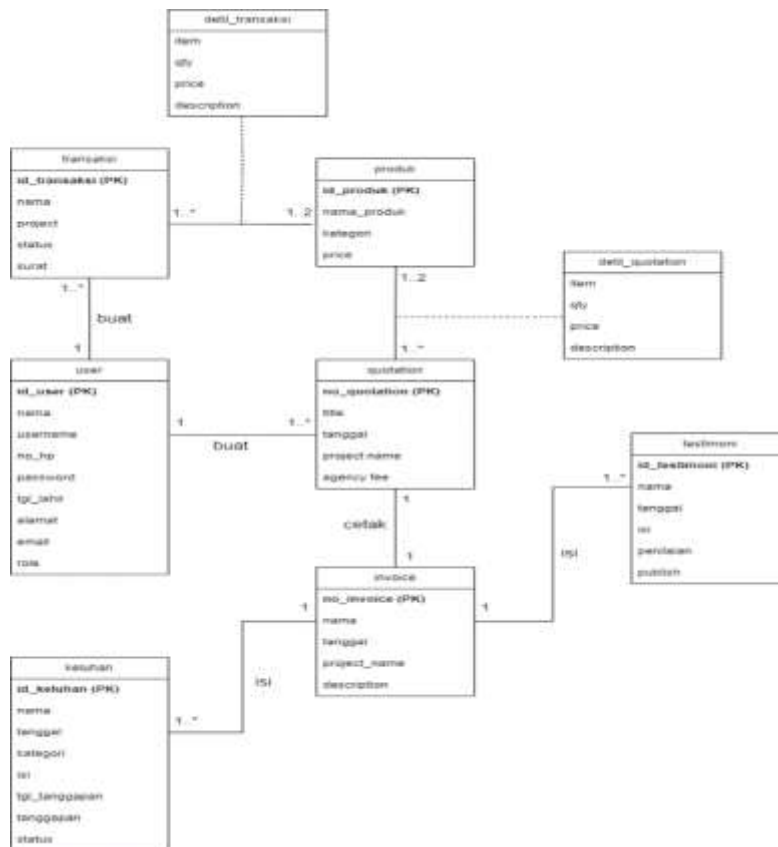 detil_transaksi
item
qty
price
description
transaksi
id_transaksi (PK)
nama
project
status
surat
1..*
1..2
produk
id_produk (PK)
nama_produk
kategori
price
1..*
buat
1
1..2
1..*
detil_quotation
item
qty
price
description
user
id_user (PK)
nama
username
no_hp
password
tgl_lahir
alamat
email
role
1
1..*
buat
quotation
no_quotation (PK)
title
tanggal
project name
agency fee
1
cetak
1
testimoni
id_testimoni (PK)
nama
tanggal
isi
penilaian
publish
1..*
isi
1
invoice
no_invoice (PK)
nama
tanggal
project_name
description
1
isi
1..*
keluhan
id_keluhan (PK)
nama
tanggal
kategori
isi
tgl_tanggapan
tanggapan
status